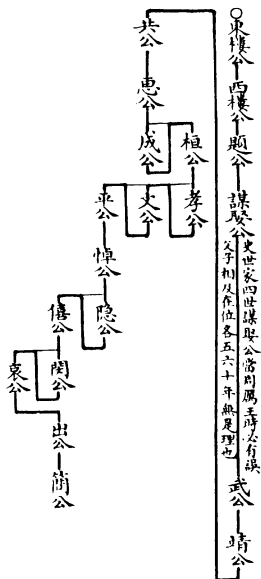 ○東樓公
西樓公
題公
謀娶公
史世家四世謀娶公當周厲王時必有誤
父子相及在位各五六十年無是理也
武公
靖公
共公
惠公
成公
桓公
孝公
文公
平公
悼公
隐公
僖公
閔公
哀公
出公
簡公